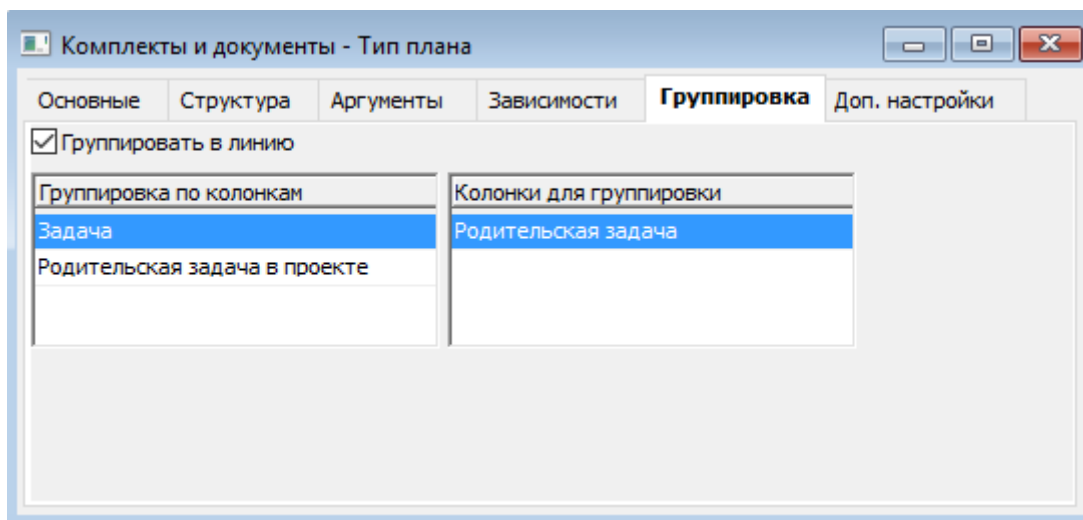 Комплекты и документы - Тип плана
Основные Структура Аргументы Зависимости Группировка Доп. настройки
Группировать в линию
Группировка по колонкам Колонки для группировки
Задача Родительская задача
Родительская задача в проекте